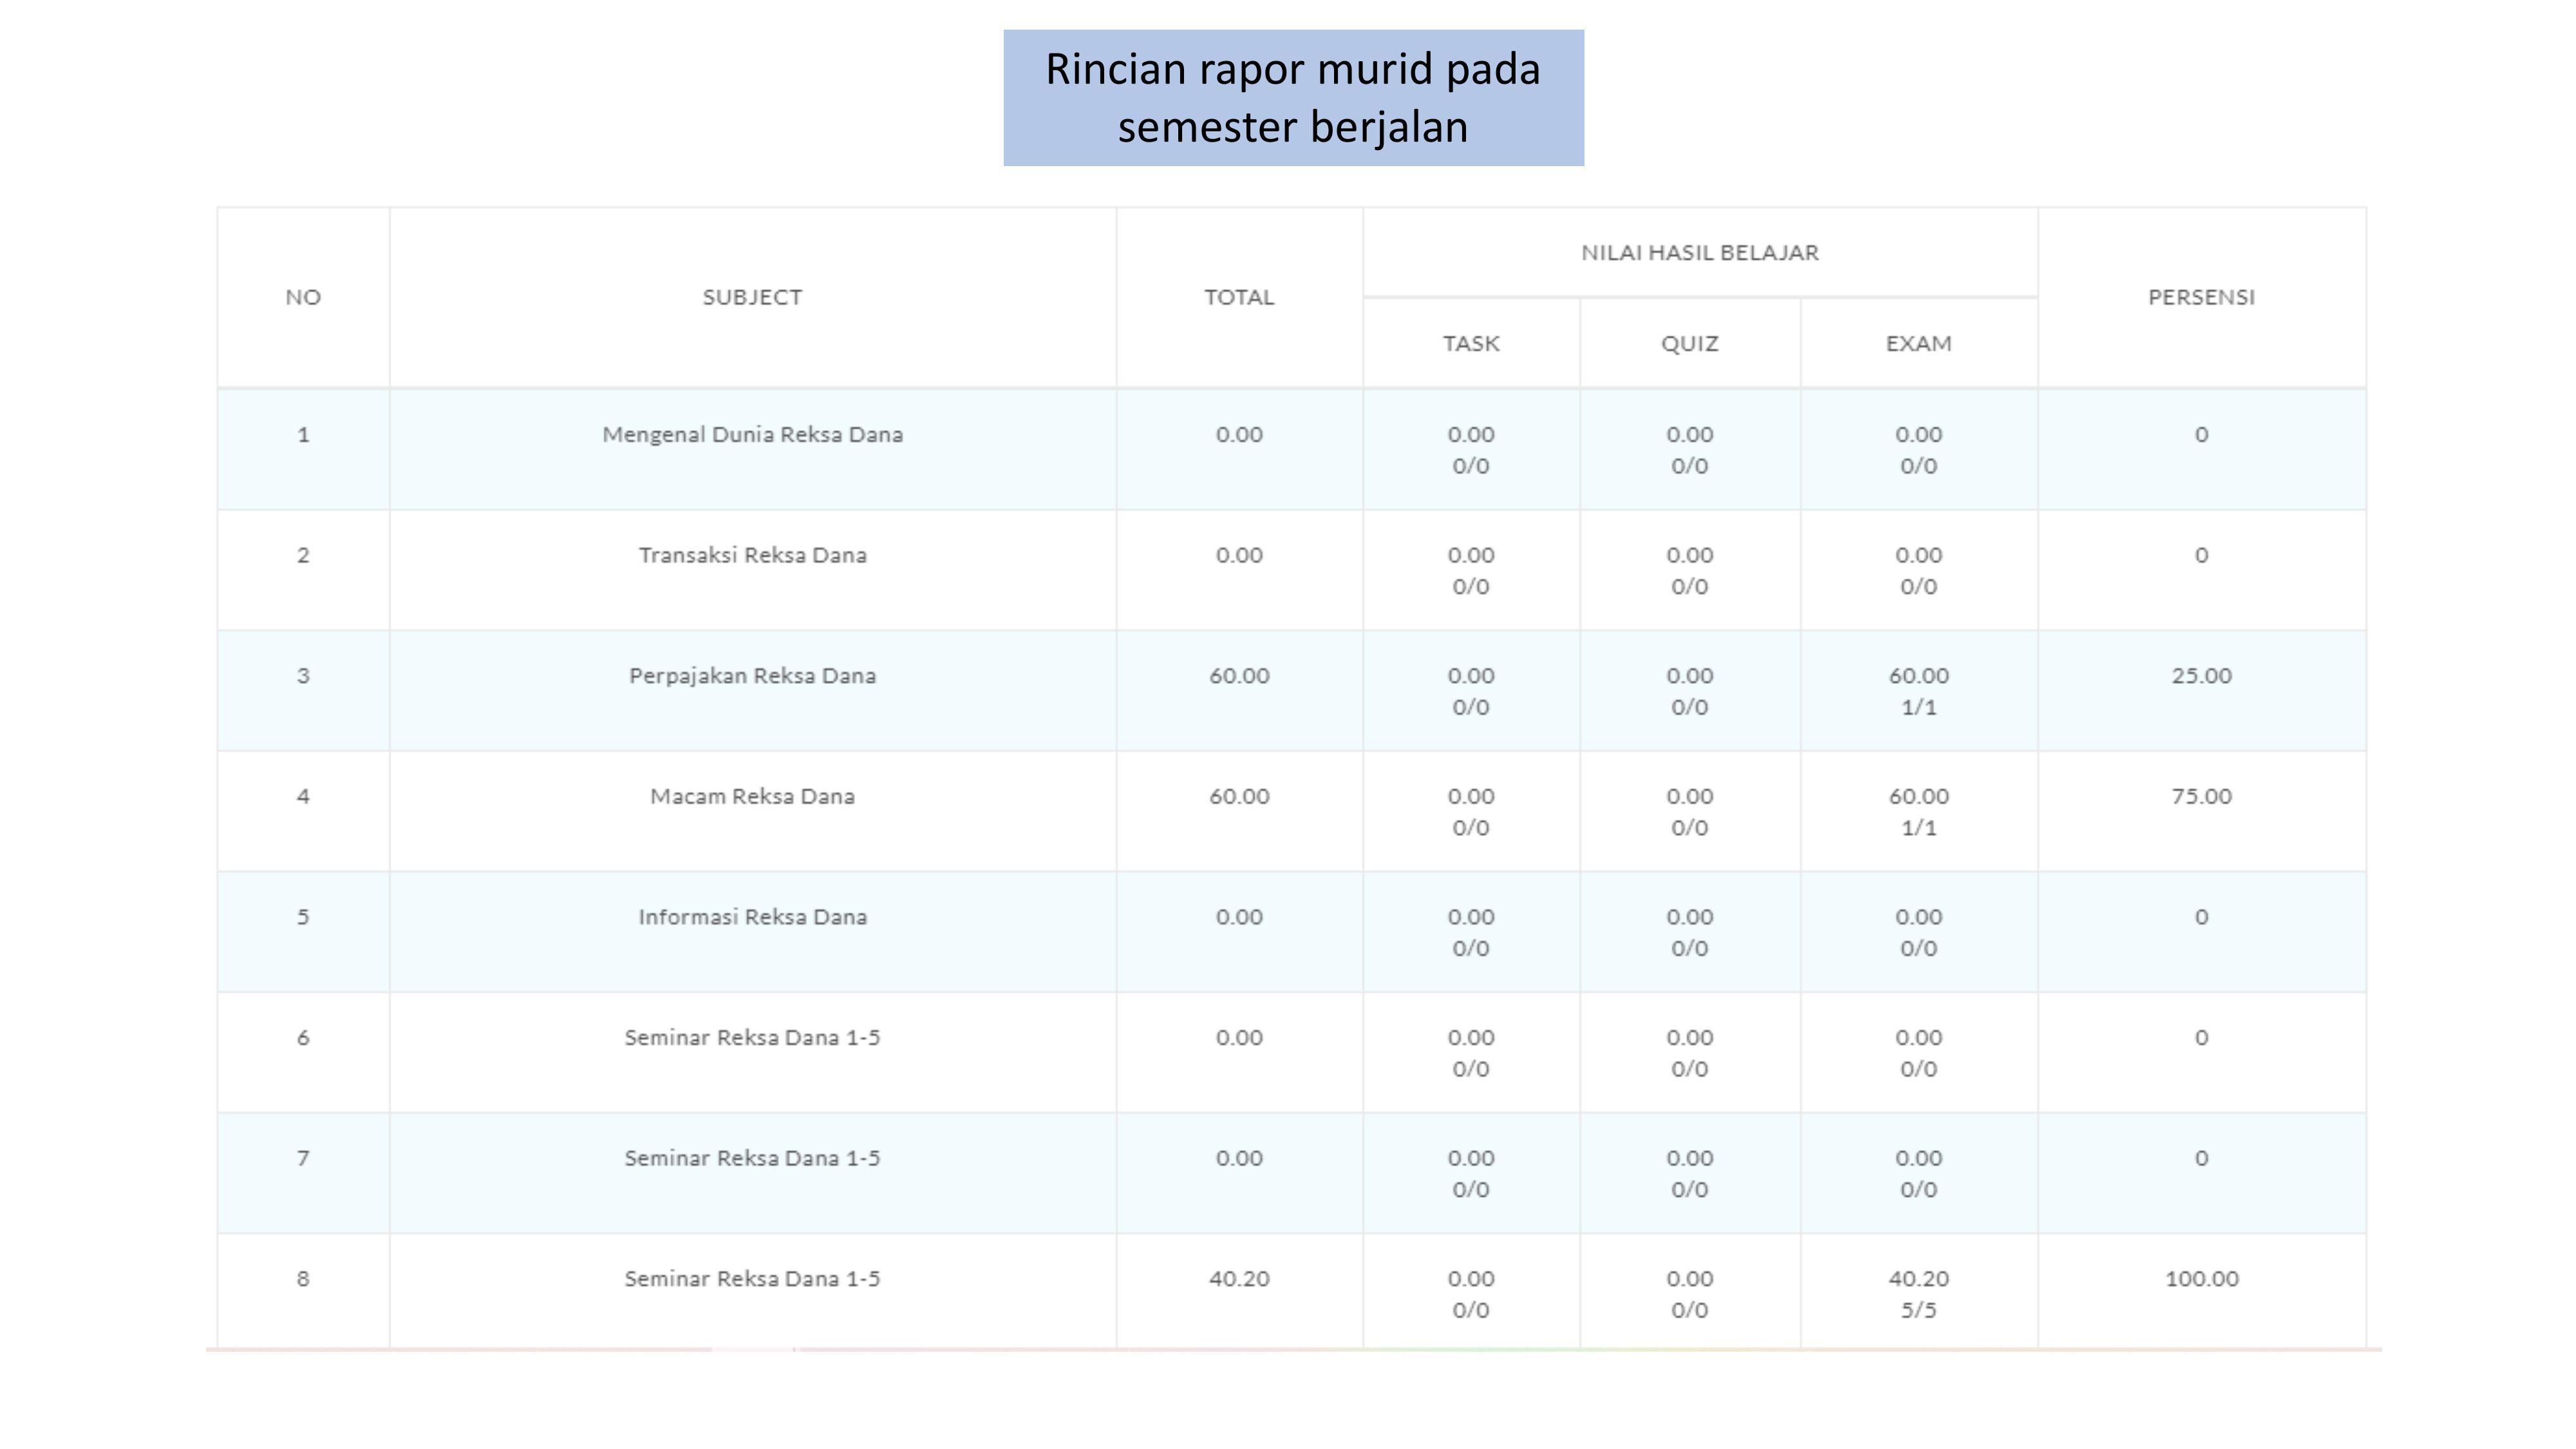 Rincian rapor murid pada
semester berjalan
NO SUBJECT TOTAL NILAI HASIL BELAJAR PERSENSI
TASK QUIZ EXAM
1 Mengenal Dunia Reksa Dana 0.00 0.00 0.00 0.00 0
0/0 0/0 0/0
2 Transaksi Reksa Dana 0.00 0.00 0.00 0.00 0
0/0 0/0 0/0
3 Perpajakan Reksa Dana 60.00 0.00 0.00 60.00 25.00
0/0 0/0 1/1
4 Macam Reksa Dana 60.00 0.00 0.00 60.00 75.00
0/0 0/0 1/1
5 Informasi Reksa Dana 0.00 0.00 0.00 0.00 0
0/0 0/0 0/0
6 Seminar Reksa Dana 1-5 0.00 0.00 0.00 0.00 0
0/0 0/0 0/0
7 Seminar Reksa Dana 1-5 0.00 0.00 0.00 0.00 0
0/0 0/0 0/0
8 Seminar Reksa Dana 1-5 40.20 0.00 0.00 40.20 100.00
0/0 0/0 5/5